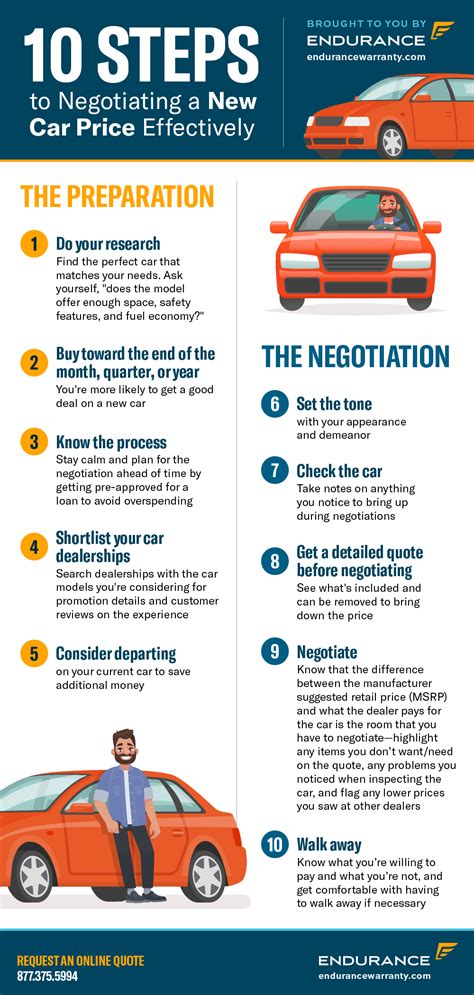 10 STEPS
to Negotiating a New
Car Price Effectively
BROUGHT TO YOU BY
ENDURANCE
endurancewarranty.com
THE PREPARATION
1 Do your research
Find the perfect car that
matches your needs. Ask
yourself, "does the model
offer enough space, safety
features, and fuel economy?"
2 Buy toward the end of the
month, quarter, or year
You're more likely to get a good
deal on a new car
3 Know the process
Stay calm and plan for the
negotiation ahead of time by
getting pre-approved for a
loan to avoid overspending
4 Shortlist your car
dealerships
Search dealerships with the car
models you're considering for
promotion details and customer
reviews on the experience
5 Consider departing
on your current car to save
additional money
THE NEGOTIATION
6 Set the tone
with your appearance
and demeanor
7 Check the car
Take notes on anything
you notice to bring up
during negotiations
8 Get a detailed quote
before negotiating
See what's included and
can be removed to bring
down the price
9 Negotiate
Know that the difference
between the manufacturer
suggested retail price (MSRP)
and what the dealer pays for
the car is the room that you
have to negotiate—highlight
any items you don't want/need
on the quote, any problems you
noticed when inspecting the
car, and flag any lower prices
you saw at other dealers
10 Walk away
Know what you're willing to
pay and what you're not, and
get comfortable with having
to walk away if necessary
REQUEST AN ONLINE QUOTE
877.375.5994
ENDURANCE
endurancewarranty.com